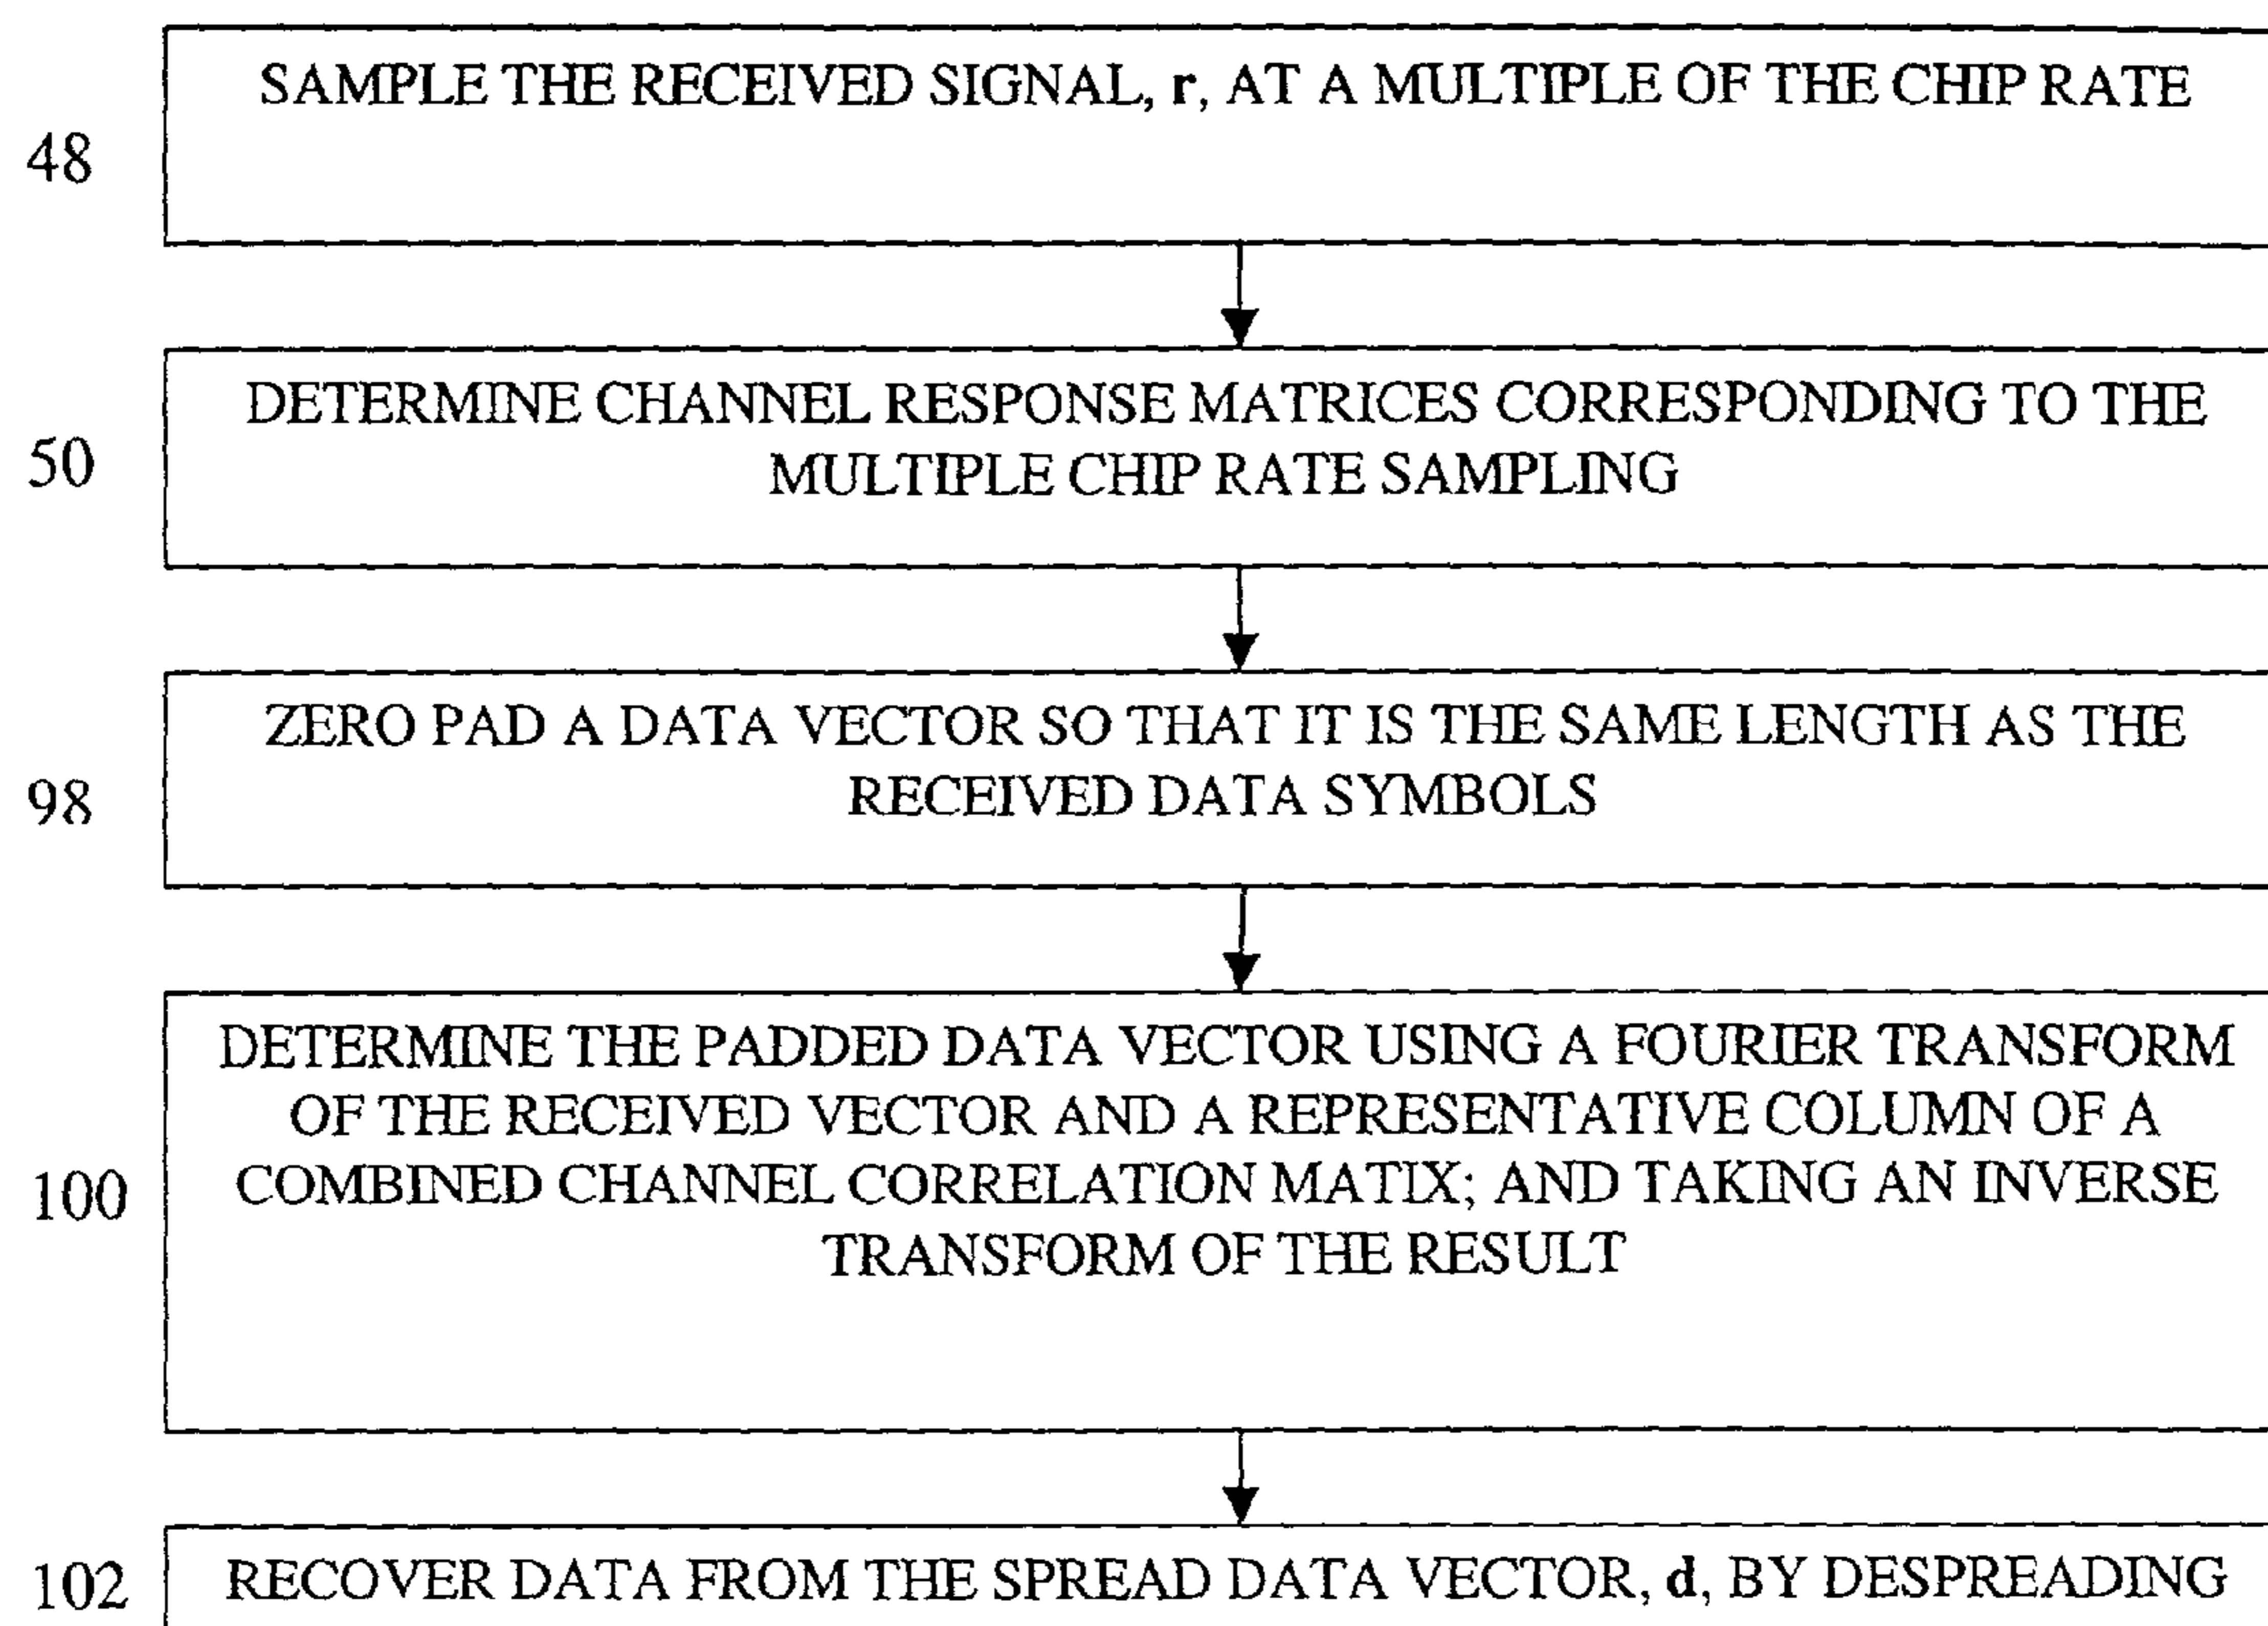 SAMPLE THE RECEIVED SIGNAL, r, AT A MULTIPLE OF THE CHIP RATE
48
DETERMINE CHANNEL RESPONSE MATRICES CORRESPONDING TO THE
MULTIPLE CHIP RATE SAMPLING
50
ZERO PAD A DATA VECTOR SO THAT IT IS THE SAME LENGTH AS THE
RECEIVED DATA SYMBOLS
98
DETERMINE THE PADDED DATA VECTOR USING A FOURIER TRANSFORM
OF THE RECEIVED VECTOR AND A REPRESENTATIVE COLUMN OF A
COMBINED CHANNEL CORRELATION MATIX; AND TAKING AN INVERSE
TRANSFORM OF THE RESULT
100
102 RECOVER DATA FROM THE SPREAD DATA VECTOR, d, BY DESPREADING